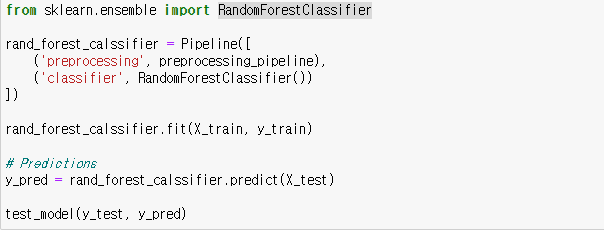 from sklearn.ensemble import RandomForestClassifier
rand_forest_calssifier = Pipeline([
    ('preprocessing', preprocessing_pipeline),
    ('classifier', RandomForestClassifier())
])
rand_forest_calssifier.fit(X_train, y_train)
# Predictions
y_pred = rand_forest_calssifier.predict(X_test)
test_model(y_test, y_pred)